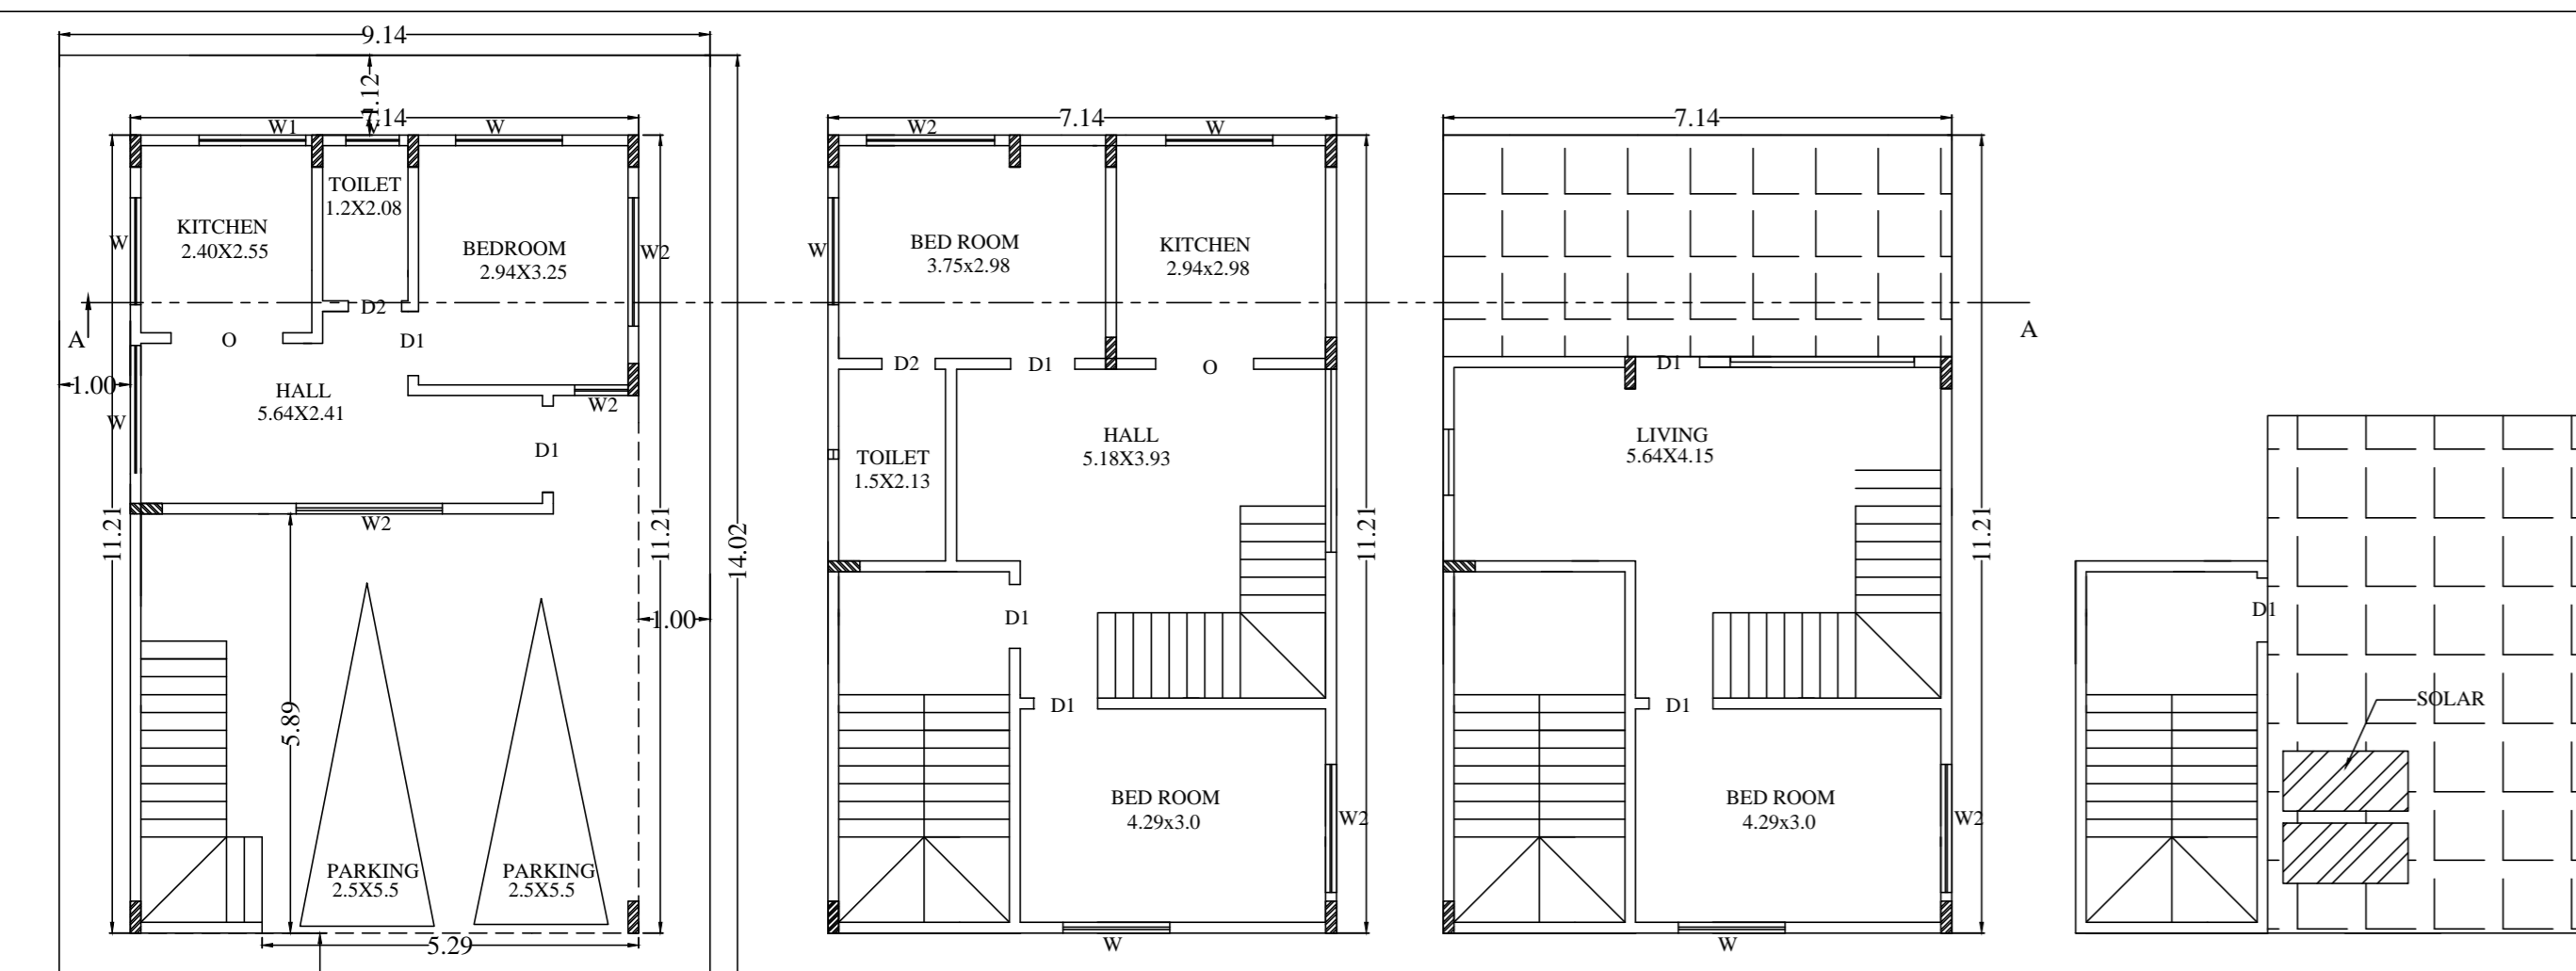 9.14
1.12
7.14
W1
V
W
TOILET
1.2X2.08
KITCHEN
2.40X2.55
BEDROOM
2.94X3.25
W
W2
D2
A
O
D1
1.00
HALL
5.64X2.41
W2
W
D1
W2
11.21
11.21
14.02
1.00
5.89
PARKING
2.5X5.5
PARKING
2.5X5.5
5.29
7.14
W2
W
W
BED ROOM
3.75x2.98
KITCHEN
2.94x2.98
D2
D1
O
HALL
5.18X3.93
TOILET
1.5X2.13
11.21
D1
D1
BED ROOM
4.29x3.0
W2
W
7.14
A
D1
LIVING
5.64X4.15
11.21
D1
BED ROOM
4.29x3.0
W2
W
D1
SOLAR